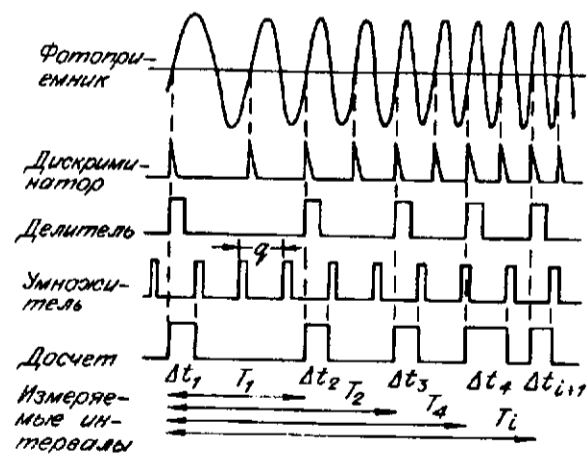 Фотопри-
емник
Дискрими-
натор
Делитель
q
Умножи-
тель
Досчет
Δt₁ T₁ Δt₂ T₂ Δt₃ T₄ Δt₄ Tᵢ Δtᵢ₊₁
Измеряе-
мые ин-
тервалы